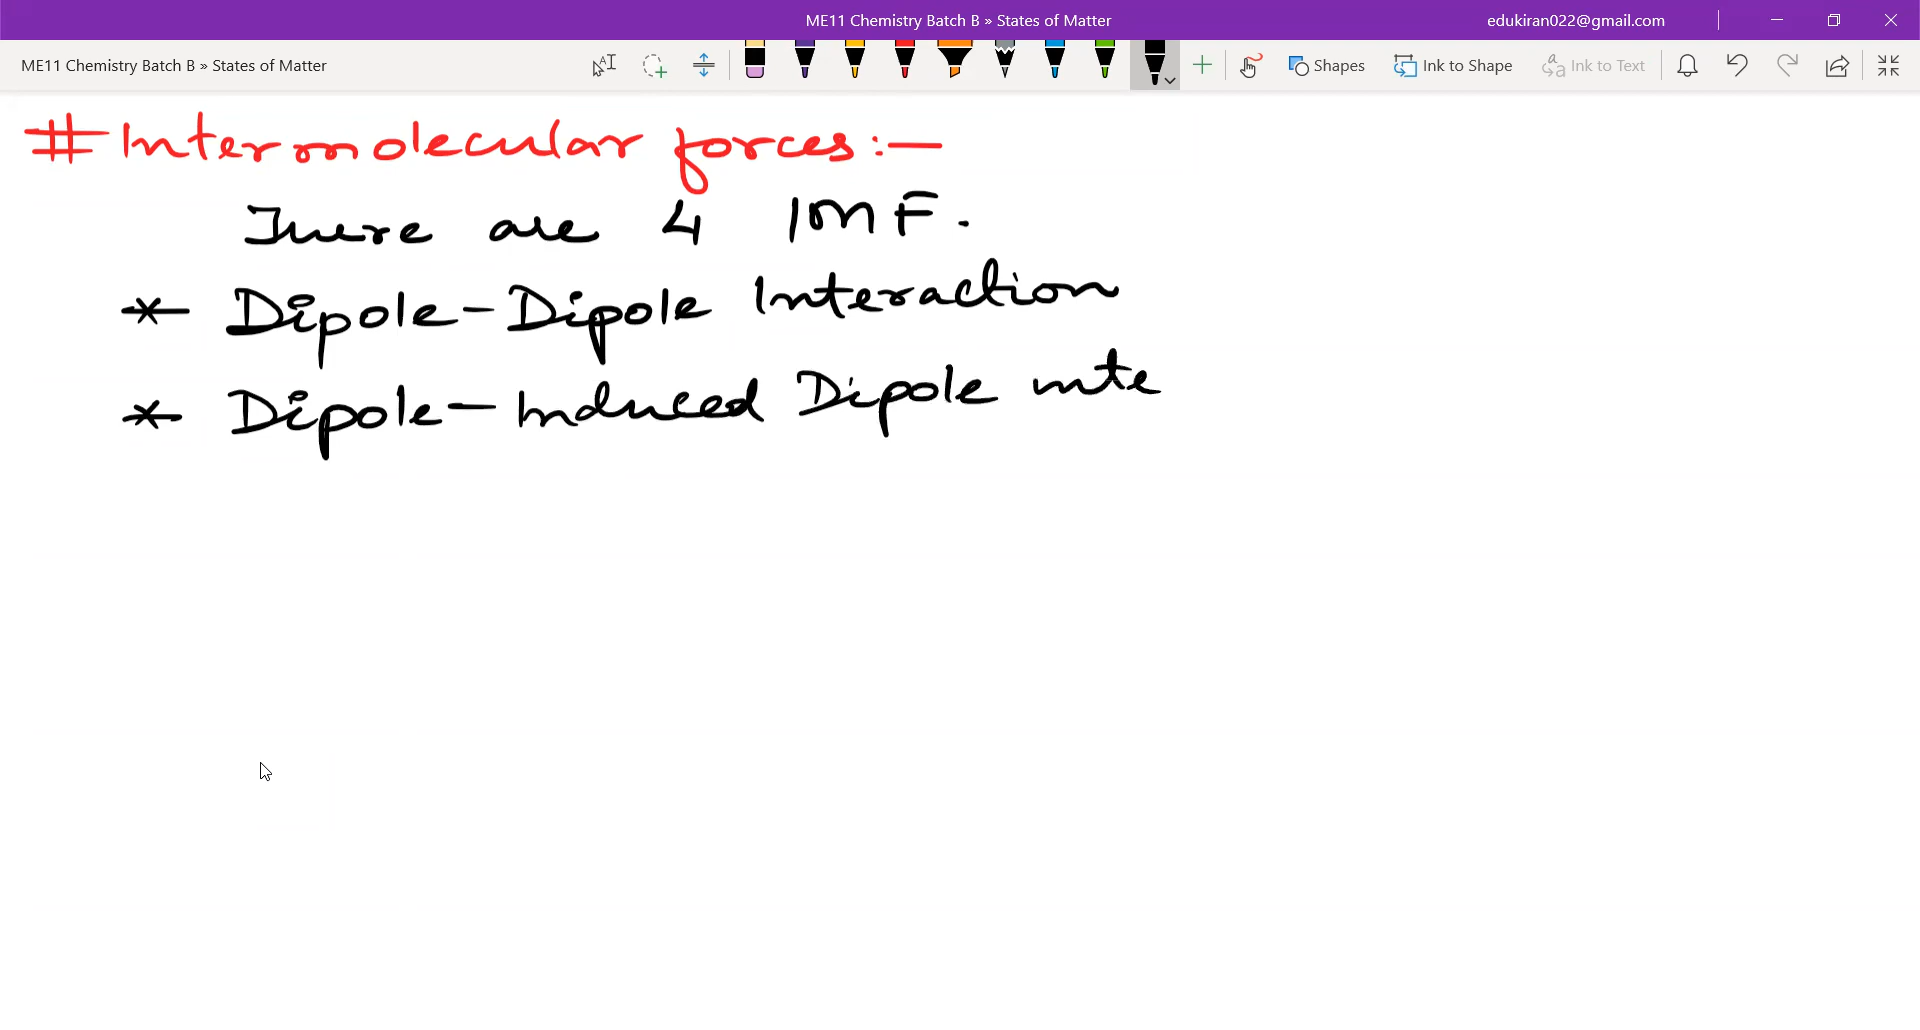 ME11 Chemistry Batch B » States of Matter
edukiran022@gmail.com
ME11 Chemistry Batch B » States of Matter
Shapes
Ink to Shape
Ink to Text
# Intermolecular forces:—
There are 4 IMF.
* Dipole-Dipole Interaction
* Dipole-Induced Dipole inte